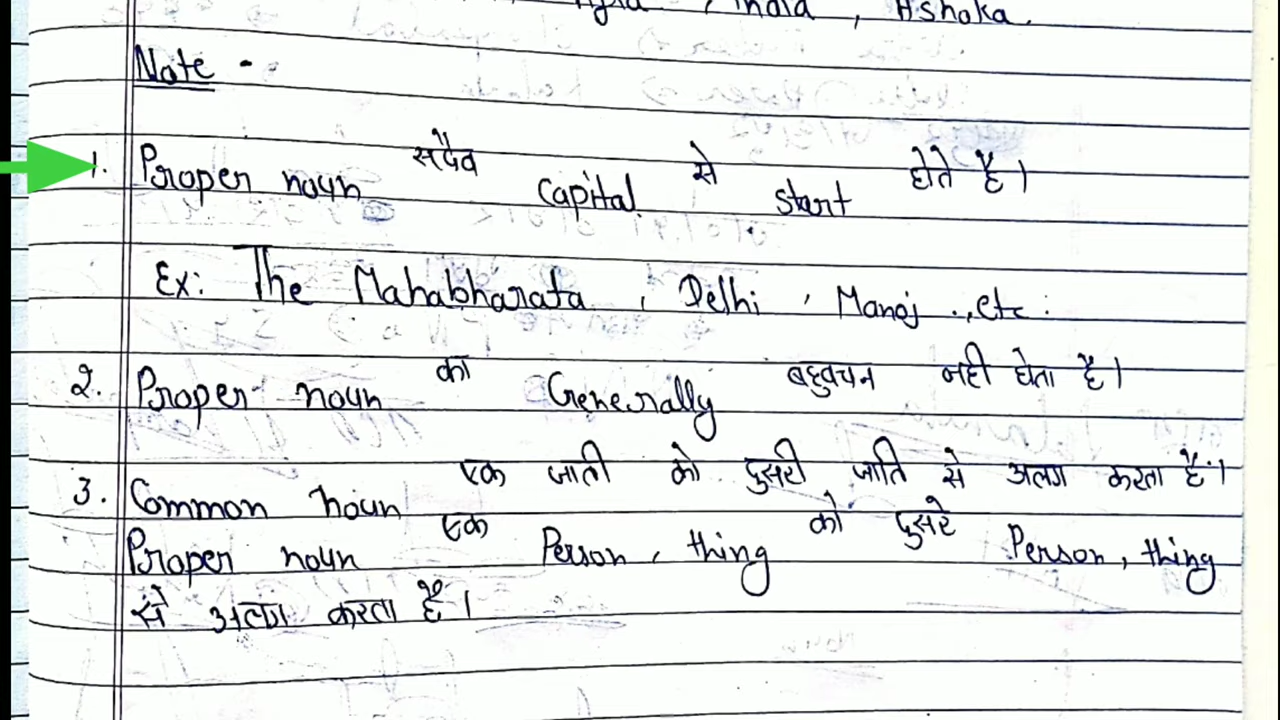 , India , Ashoka.
Note -
1. Proper noun सदैव capital से start होते है।
Ex: The Mahabharata , Delhi , Manoj .,etc.
2. Proper noun का Generally बहुवचन नही होता है।
3. Common noun एक जाती को दुसरी जाति से अलग करता है।
Proper noun एक Person, thing को दुसरे Person, thing
से अलग करता है।